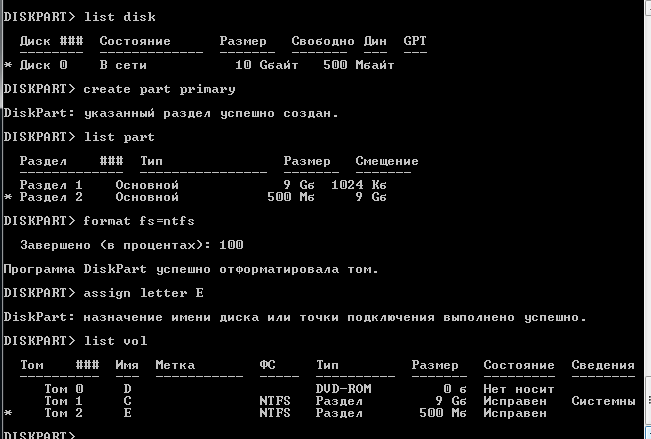 DISKPART> list disk
Диск ### Состояние Размер Свободно Дин GPT
-------- ------------- ------- ------- --- ---
* Диск 0 В сети 10 Gбайт 500 Mбайт
DISKPART> create part primary
DiskPart: указанный раздел успешно создан.
DISKPART> list part
Раздел ### Тип Размер Смещение
------------- ---------------- ------- --------
Раздел 1 Основной 9 Gб 1024 Kб
* Раздел 2 Основной 500 Mб 9 Gб
DISKPART> format fs=ntfs
Завершено (в процентах): 100
Программа DiskPart успешно отформатировала том.
DISKPART> assign letter E
DiskPart: назначение имени диска или точки подключения выполнено успешно.
DISKPART> list vol
Том ### Имя Метка ФС Тип Размер Состояние Сведения
---------- --- ----------- ----- ---------- ------- --------- --------
Том 0 D DVD-ROM 0 б Нет носит
Том 1 C NTFS Раздел 9 Gб Исправен Системны
* Том 2 E NTFS Раздел 500 Mб Исправен
DISKPART>